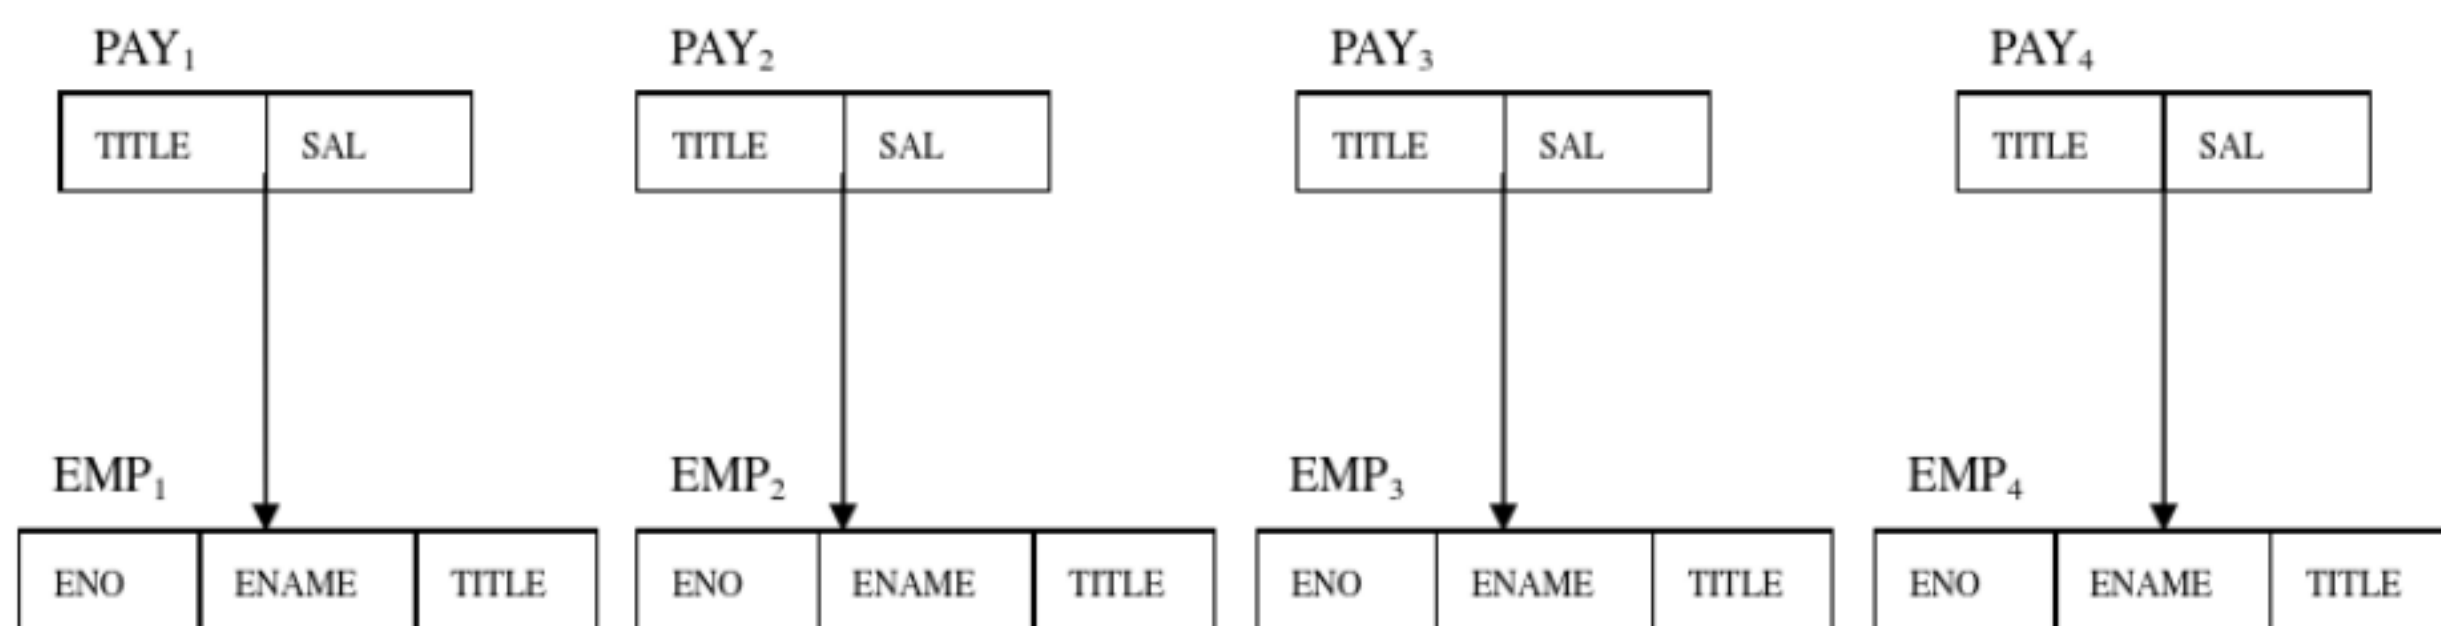 PAY₁ PAY₂ PAY₃ PAY₄
TITLE SAL TITLE SAL TITLE SAL TITLE SAL
EMP₁ EMP₂ EMP₃ EMP₄
ENO ENAME TITLE ENO ENAME TITLE ENO ENAME TITLE ENO ENAME TITLE